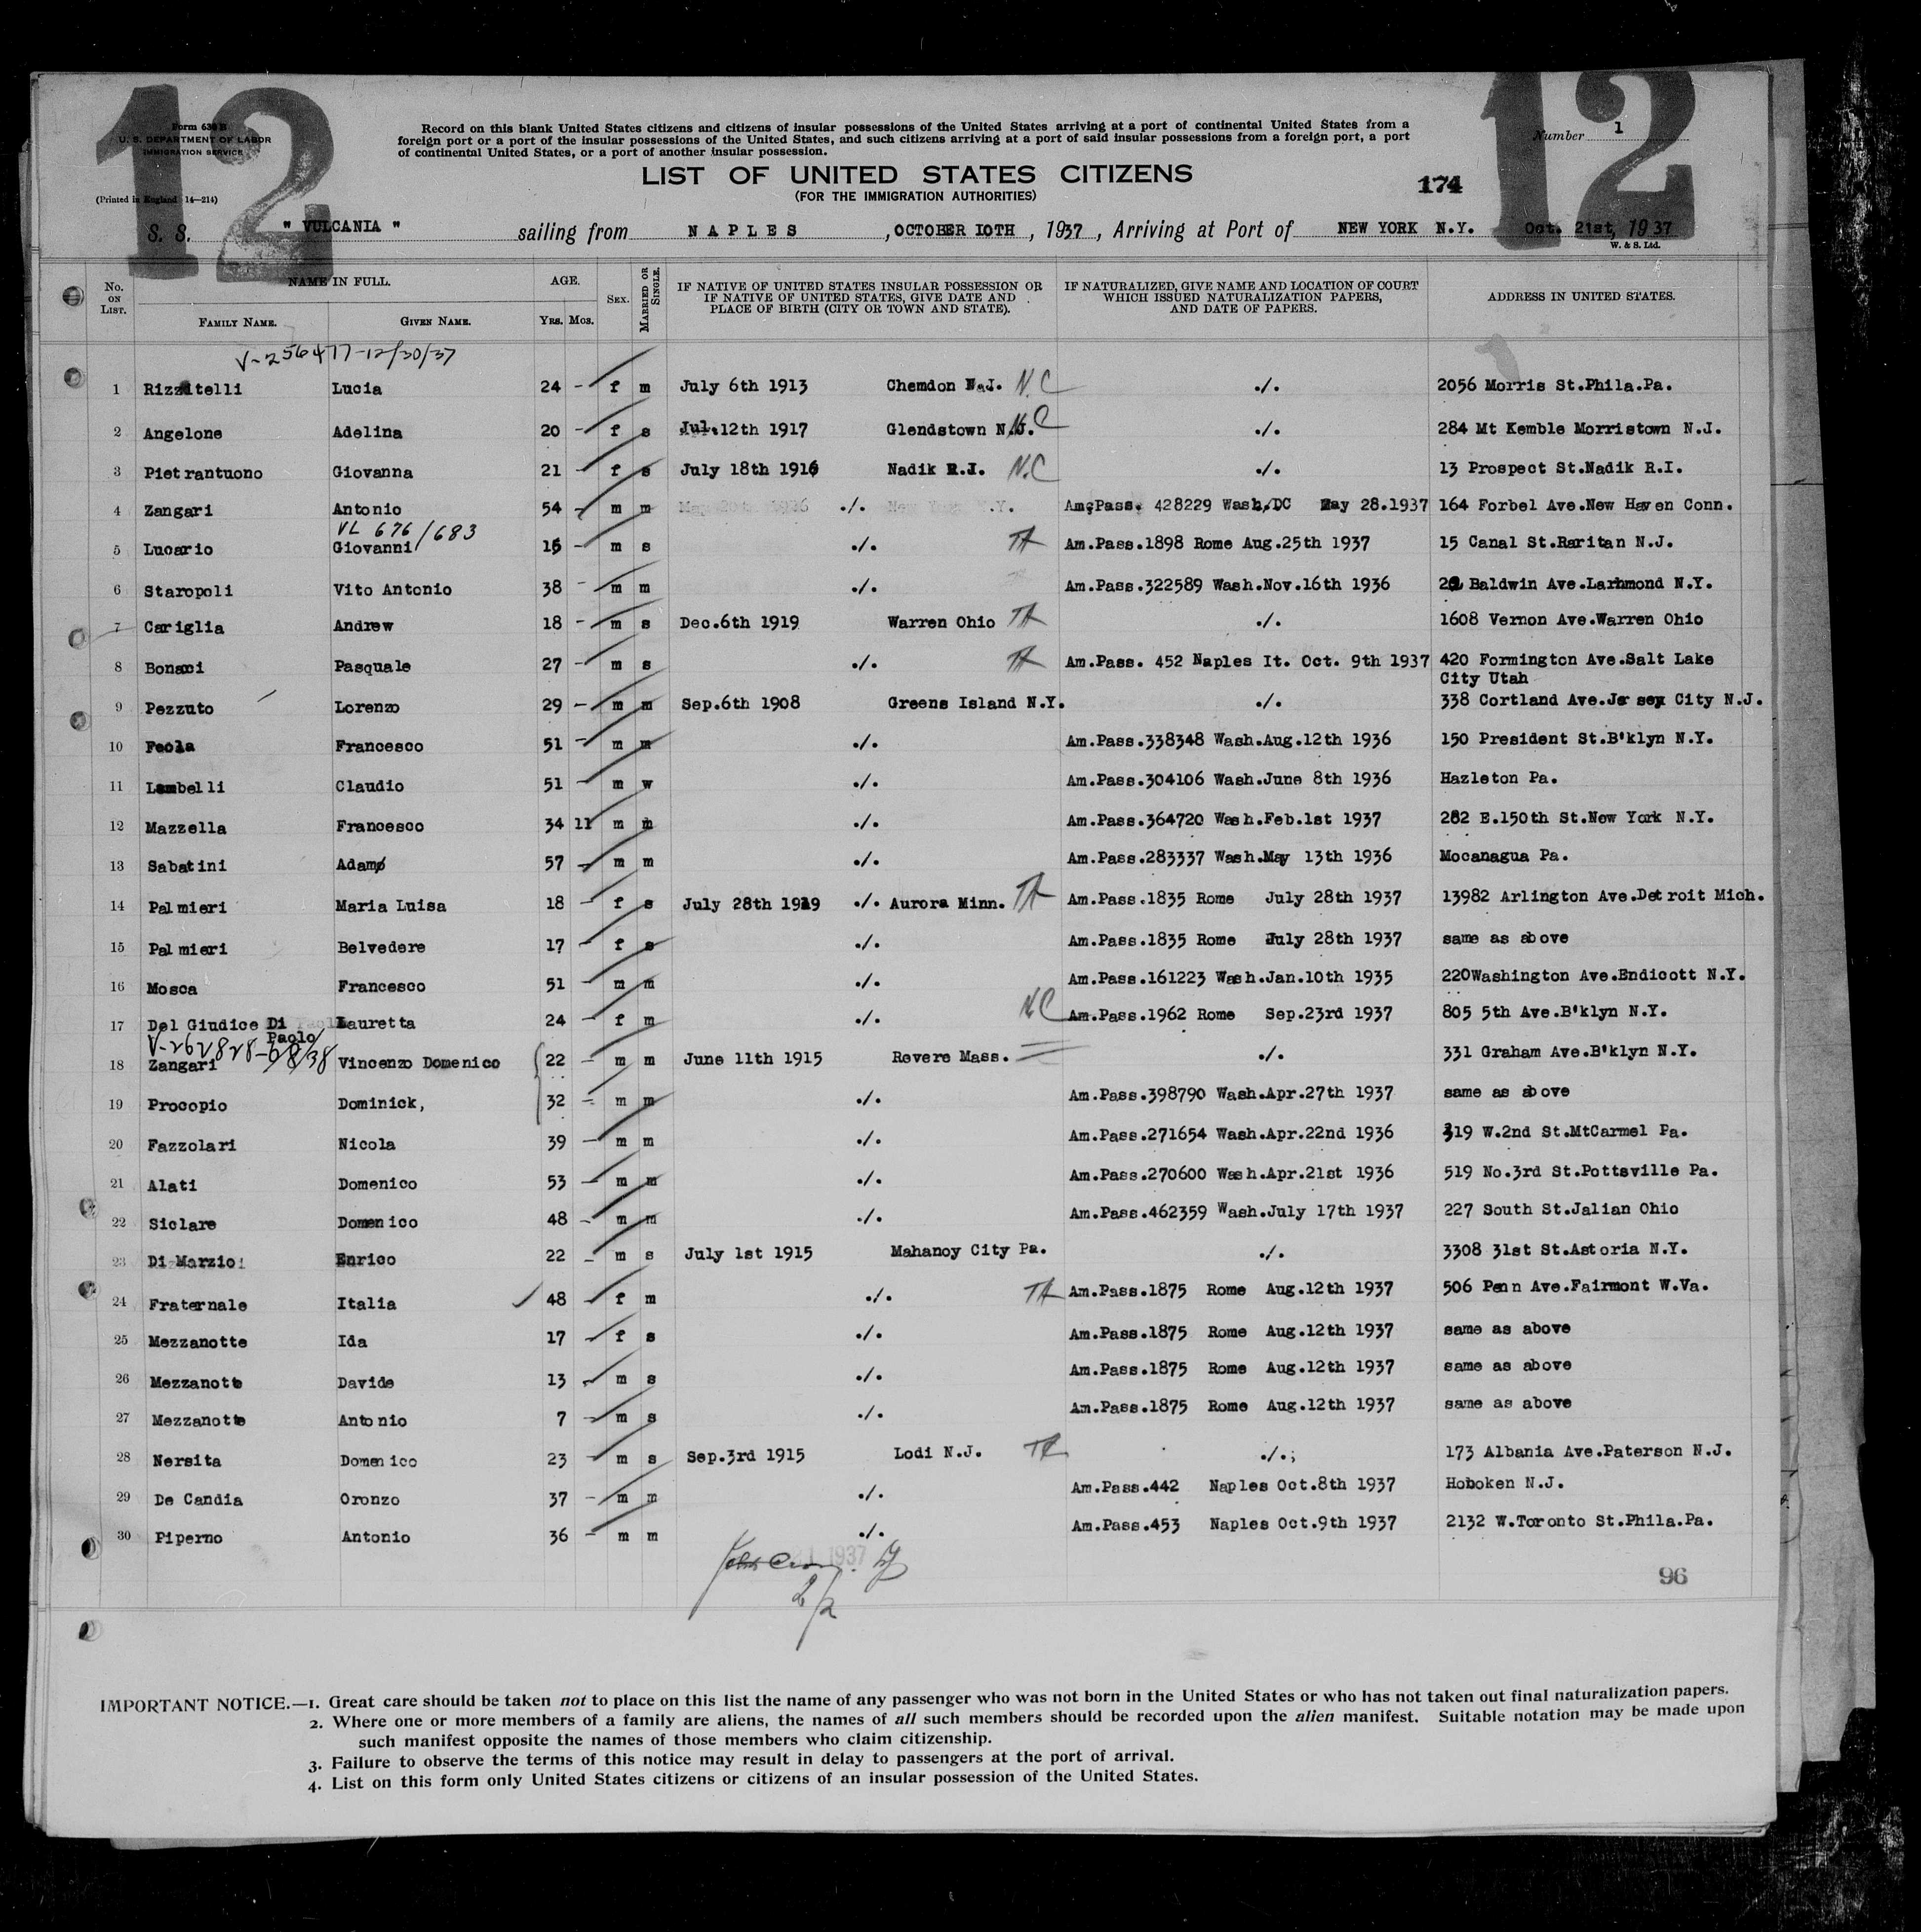 12
12
Form 630 B
U. S. DEPARTMENT OF LABOR
IMMIGRATION SERVICE
(Printed in England 14—214)
Record on this blank United States citizens and citizens of insular possessions of the United States arriving at a port of continental United States from a
foreign port or a port of the insular possessions of the United States, and such citizens arriving at a port of said insular possessions from a foreign port, a port
of continental United States, or a port of another insular possession.
Number 1
LIST OF UNITED STATES CITIZENS
(FOR THE IMMIGRATION AUTHORITIES)
174
S. S. " VULCANIA " sailing from NAPLES , OCTOBER 10TH , 1937 , Arriving at Port of NEW YORK N.Y. Oct. 21st, 1937
W. & S. Ltd.
No. ON LIST. NAME IN FULL. FAMILY NAME. GIVEN NAME. AGE. YRS. MOS. SEX. MARRIED OR SINGLE. IF NATIVE OF UNITED STATES INSULAR POSSESSION OR IF NATIVE OF UNITED STATES, GIVE DATE AND PLACE OF BIRTH (CITY OR TOWN AND STATE). IF NATURALIZED, GIVE NAME AND LOCATION OF COURT WHICH ISSUED NATURALIZATION PAPERS, AND DATE OF PAPERS. ADDRESS IN UNITED STATES.
V-256477-12/30/37
1 Rizzitelli Lucia 24 - f m July 6th 1913 Chemdon N.J. N.C ./. 2056 Morris St.Phila.Pa.
2 Angelone Adelina 20 - f s Jul.12th 1917 Glendstown N.J. N.C ./. 284 Mt Kemble Morristown N.J.
3 Pietrantuono Giovanna 21 - f s July 18th 1916 Nadik R.I. N.C ./. 13 Prospect St.Nadik R.I.
4 Zangari Antonio 54 - m m ./. Am.Pass. 428229 Wash.DC May 28.1937 164 Forbel Ave.New Haven Conn.
VL 676/683
5 Lucario Giovanni 15 - m s ./. TA Am.Pass.1898 Rome Aug.25th 1937 15 Canal St.Raritan N.J.
6 Staropoli Vito Antonio 38 - m m ./. Am.Pass.322589 Wash.Nov.16th 1936 Baldwin Ave.Larhmond N.Y.
7 Cariglia Andrew 18 - m s Dec.6th 1919 Warren Ohio TA ./. 1608 Vernon Ave.Warren Ohio
8 Bonaci Pasquale 27 - m s ./. TA Am.Pass. 452 Naples It. Oct. 9th 1937 420 Formington Ave.Salt Lake
City Utah
9 Pezzuto Lorenzo 29 - m m Sep.6th 1908 Greens Island N.Y. ./. 338 Cortland Ave.Jersey City N.J.
10 Feola Francesco 51 - m m ./. Am.Pass.338348 Wash.Aug.12th 1936 150 President St.B'klyn N.Y.
11 Lambelli Claudio 51 - m w ./. Am.Pass.304106 Wash.June 8th 1936 Hazleton Pa.
12 Mazzella Francesco 34 11 m m ./. Am.Pass.364720 Wash.Feb.1st 1937 282 E.150th St.New York N.Y.
13 Sabatini Adamo 57 - m m ./. Am.Pass.283337 Wash.May 13th 1936 Mocanagua Pa.
14 Palmieri Maria Luisa 18 - f s July 28th 1919 ./. Aurora Minn. TA Am.Pass.1835 Rome July 28th 1937 13982 Arlington Ave.Detroit Mich.
15 Palmieri Belvedere 17 - f s ./. Am.Pass.1835 Rome July 28th 1937 same as above
16 Mosca Francesco 51 - m m ./. Am.Pass.161223 Wash.Jan.10th 1935 220Washington Ave.Endicott N.Y.
17 Del Giudice Di Paolo Lauretta 24 - f m ./. N.C Am.Pass.1962 Rome Sep.23rd 1937 805 5th Ave.B'klyn N.Y.
18 Zangari Vincenzo Domenico 22 - m m June 11th 1915 Revere Mass. ./. 331 Graham Ave.B'klyn N.Y.
19 Procopio Dominick, 32 - m m ./. Am.Pass.398790 Wash.Apr.27th 1937 same as above
20 Fazzolari Nicola 39 - m m ./. Am.Pass.271654 Wash.Apr.22nd 1936 319 W.2nd St.MtCarmel Pa.
21 Alati Domenico 53 - m m ./. Am.Pass.270600 Wash.Apr.21st 1936 519 No.3rd St.Pottsville Pa.
22 Siclare Domenico 48 - m m ./. Am.Pass.462359 Wash.July 17th 1937 227 South St.Jalian Ohio
23 Di Marzio Enrico 22 - m s July 1st 1915 Mahanoy City Pa. ./. 3308 31st St.Astoria N.Y.
24 Fraternale Italia 48 - f m ./. TA Am.Pass.1875 Rome Aug.12th 1937 506 Penn Ave.Fairmont W.Va.
25 Mezzanotte Ida 17 - f s ./. Am.Pass.1875 Rome Aug.12th 1937 same as above
26 Mezzanotte Davide 13 - m s ./. Am.Pass.1875 Rome Aug.12th 1937 same as above
27 Mezzanotte Antonio 7 - m s ./. Am.Pass.1875 Rome Aug.12th 1937 same as above
28 Nersita Domenico 23 - m s Sep.3rd 1915 Lodi N.J. TA ./.; 173 Albania Ave.Paterson N.J.
29 De Candia Oronzo 37 - m m ./. Am.Pass.442 Naples Oct.8th 1937 Hoboken N.J.
30 Piperno Antonio 36 - m m ./. Am.Pass.453 Naples Oct.9th 1937 2132 W.Toronto St.Phila.Pa.
1937
96
IMPORTANT NOTICE.—1. Great care should be taken not to place on this list the name of any passenger who was not born in the United States or who has not taken out final naturalization papers.
2. Where one or more members of a family are aliens, the names of all such members should be recorded upon the alien manifest. Suitable notation may be made upon
such manifest opposite the names of those members who claim citizenship.
3. Failure to observe the terms of this notice may result in delay to passengers at the port of arrival.
4. List on this form only United States citizens or citizens of an insular possession of the United States.